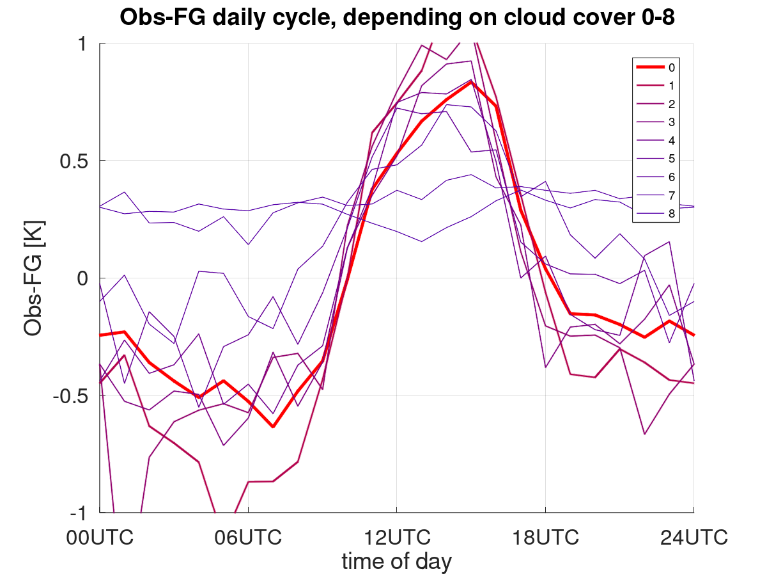 Obs-FG daily cycle, depending on cloud cover 0-8
1
0.5
0
-0.5
-1
Obs-FG [K]
0
1
2
3
4
5
6
7
8
00UTC
06UTC
12UTC
18UTC
24UTC
time of day